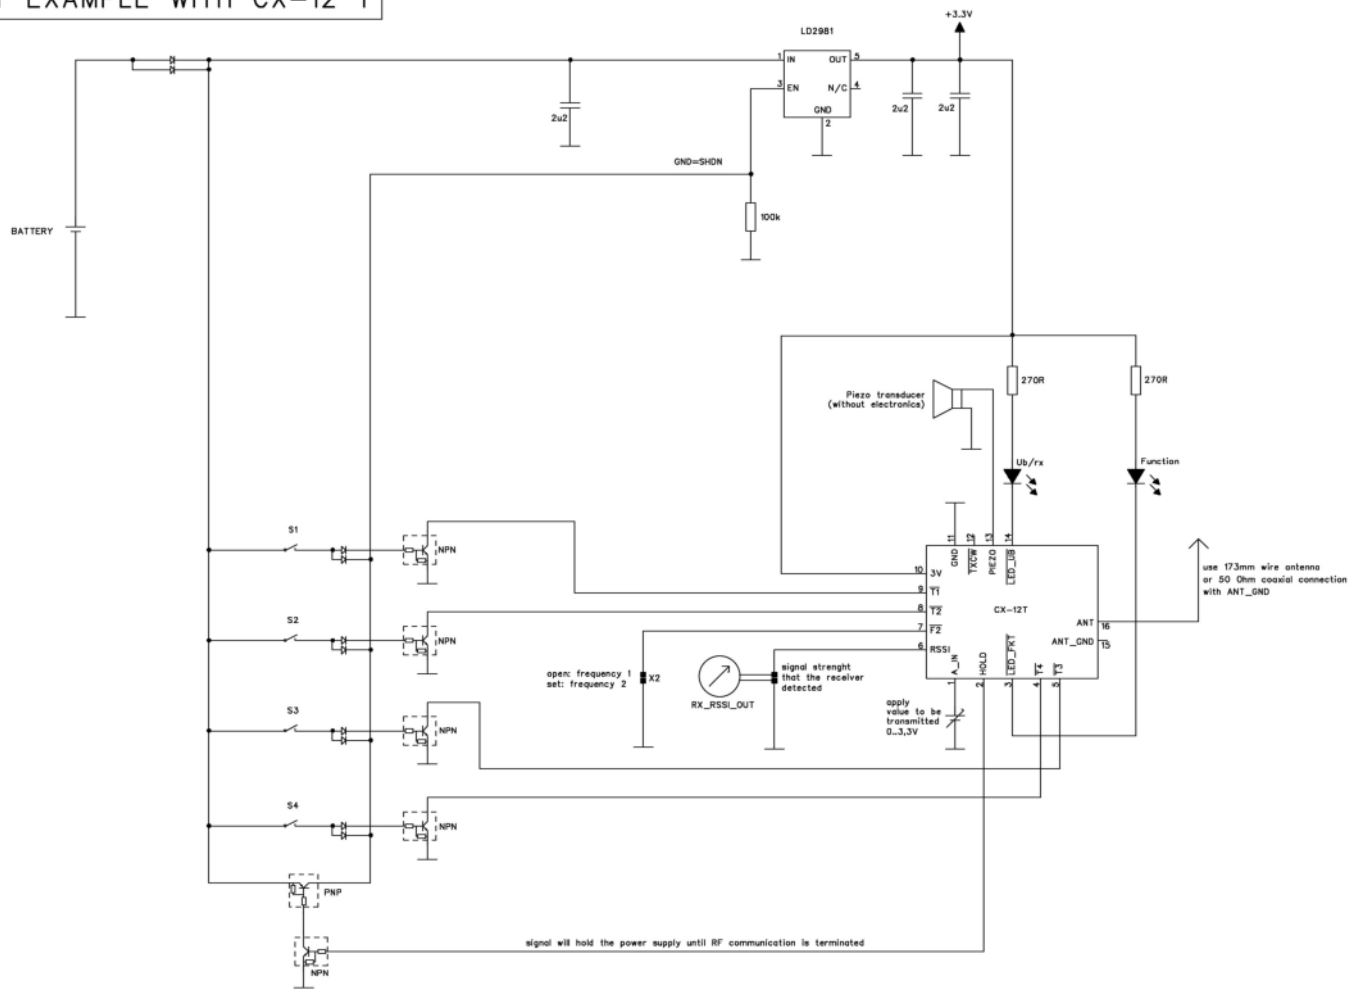 EXAMPLE WITH CX-12 T
+3.3V
LD2981
1 IN OUT 5
3 EN N/C 4
GND
2
2u2
2u2
2u2
GND=SHDN
100k
BATTERY
270R
270R
Piezo transducer
(without electronics)
Ub/rx
Function
S1
NPN
11 12 13 14
GND TXCW PIEZO LED_UB
use 173mm wire antenna
or 50 Ohm coaxial connection
with ANT_GND
10 3V
9 T1
CX-12T
8 T2
ANT
16
S2
NPN
7 F2
ANT_GND
15
6 RSSI
A_IN HOLD LED_FKT T4 T3
1 2 3 4 5
open: frequency 1
set: frequency 2
X2
signal strenght
that the receiver
detected
RX_RSSI_OUT
apply
value to be
transmitted
0..3,3V
S3
NPN
S4
NPN
PNP
signal will hold the power supply until RF communication is terminated
NPN